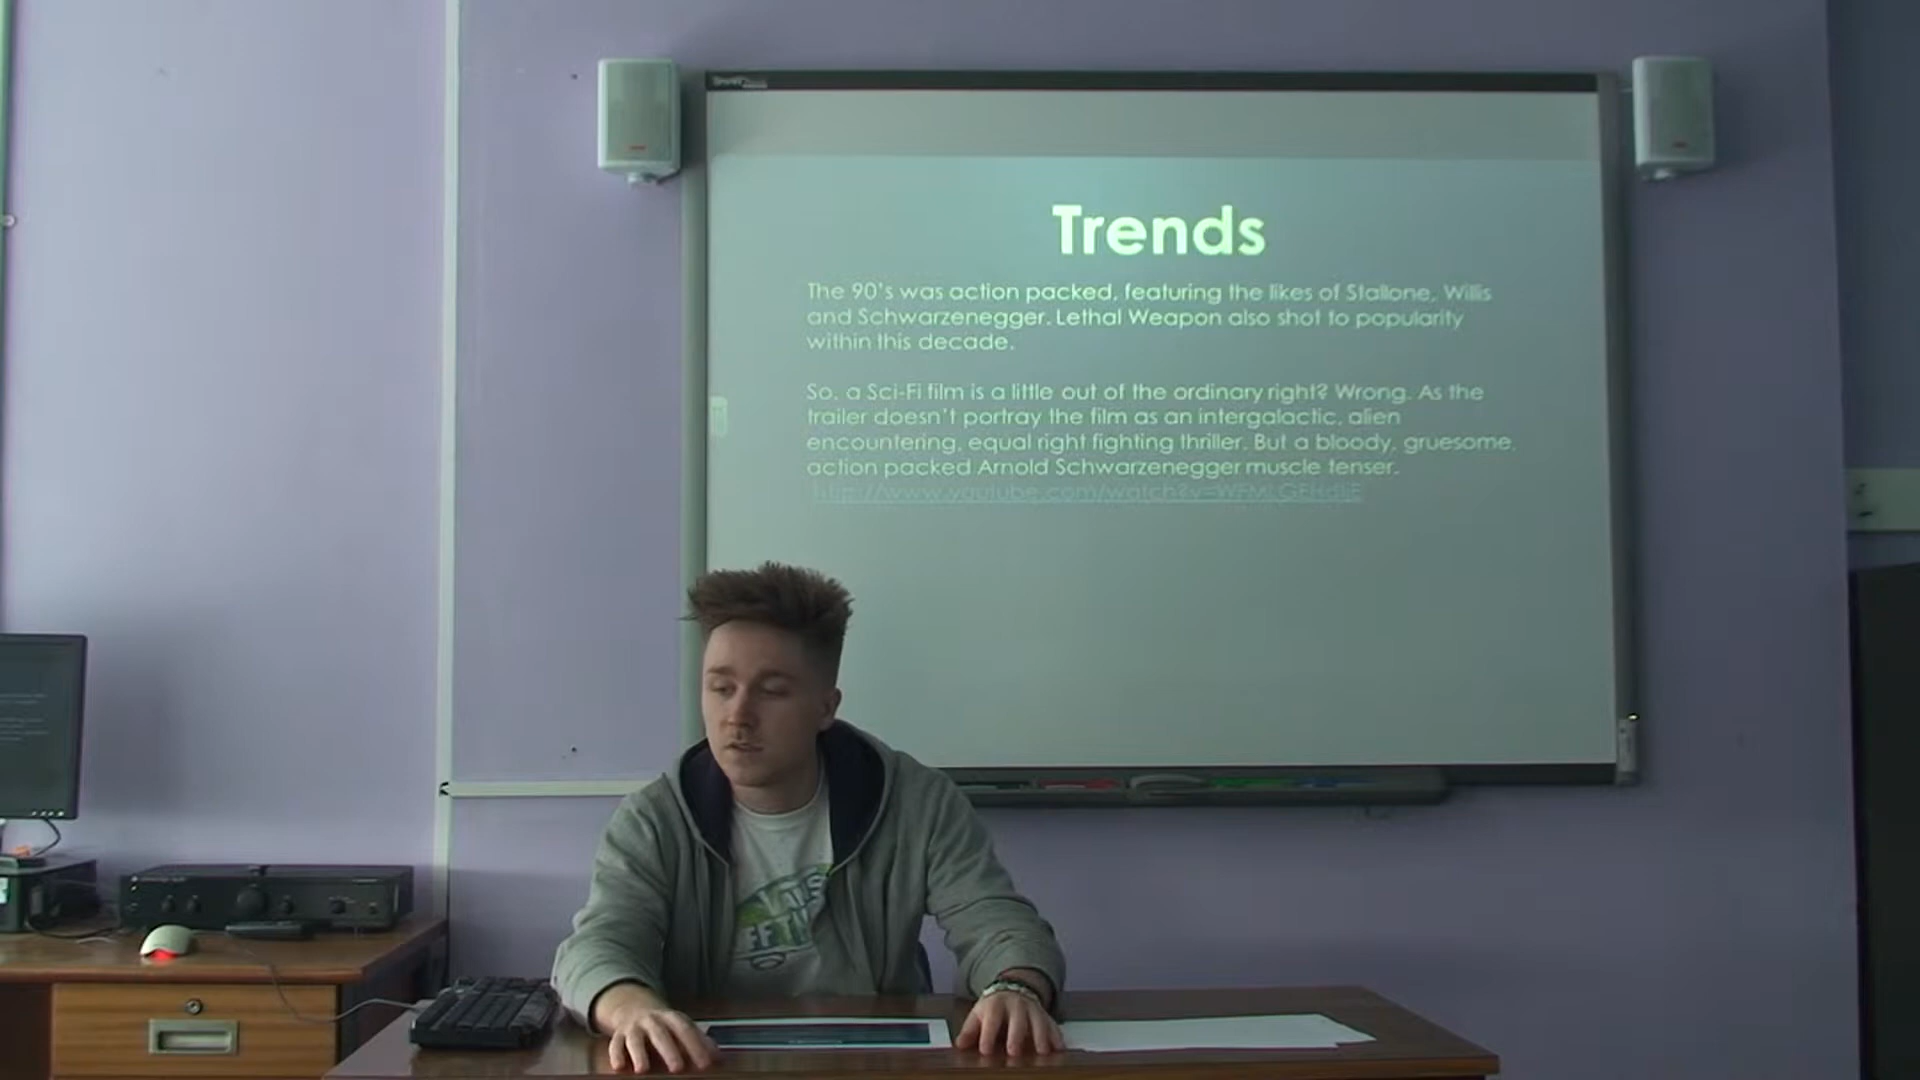 Trends
The 90's was action packed, featuring the likes of Stallone, Willis
and Schwarzenegger. Lethal Weapon also shot to popularity
within this decade.
So, a Sci-Fi film is a little out of the ordinary right? Wrong. As the
trailer doesn't portray the film as an intergalactic, alien
encountering, equal right fighting thriller. But a bloody, gruesome,
action packed Arnold Schwarzenegger muscle tenser.